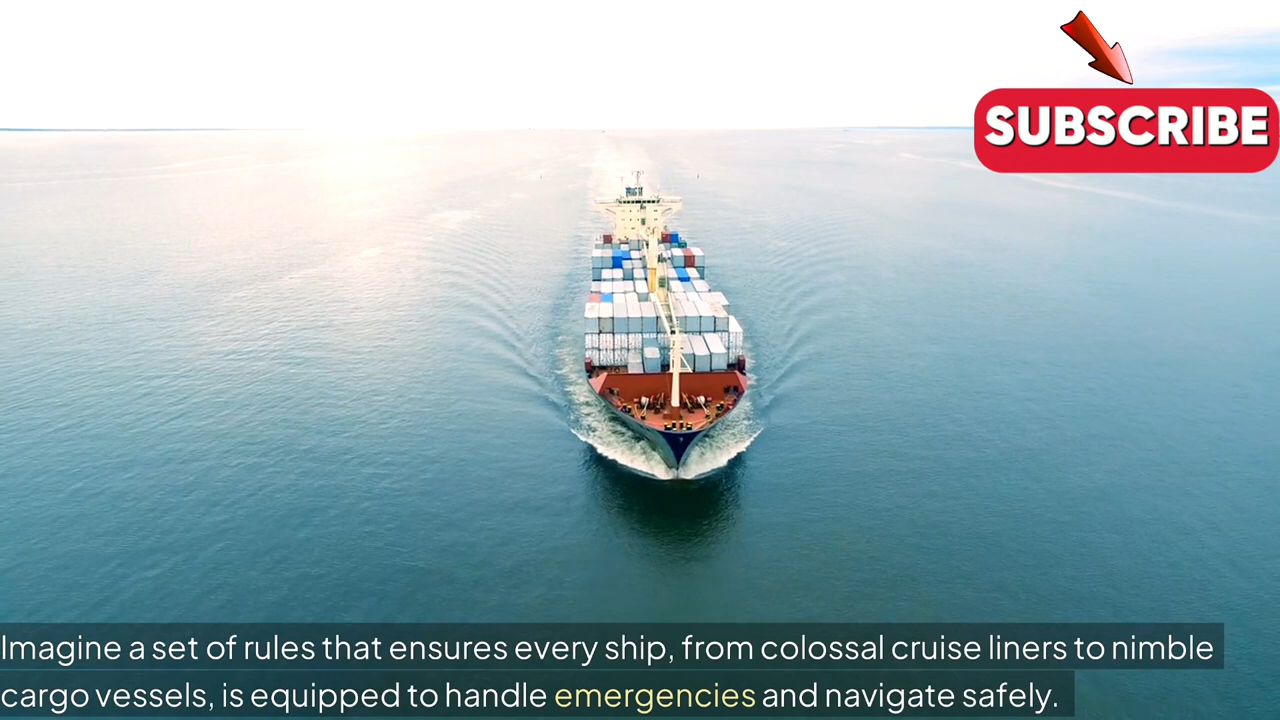 SUBSCRIBE
Imagine a set of rules that ensures every ship, from colossal cruise liners to nimble
cargo vessels, is equipped to handle emergencies and navigate safely.